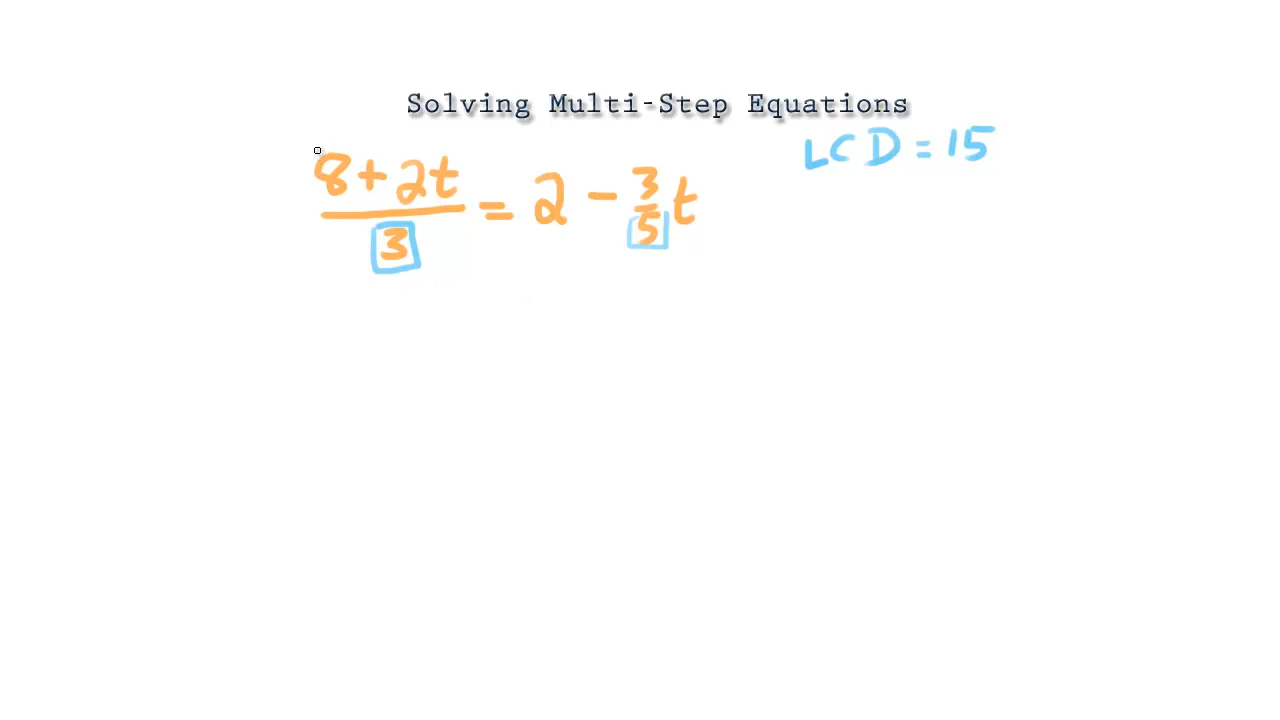 Solving Multi-Step Equations
LCD = 15
8 + 2t / 3 = 2 - 3/5 t